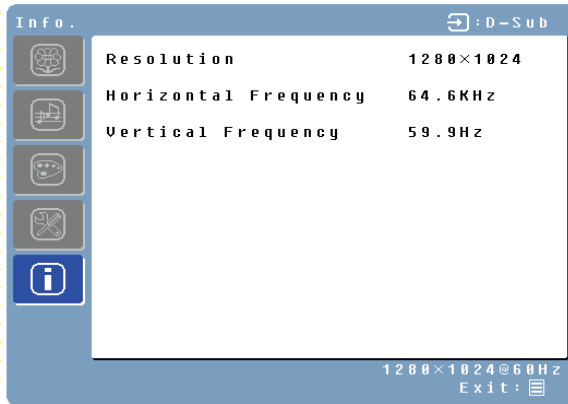 Info. :D-Sub
Resolution 1280×1024
Horizontal Frequency 64.6KHz
Vertical Frequency 59.9Hz
1280×1024@60Hz
Exit: